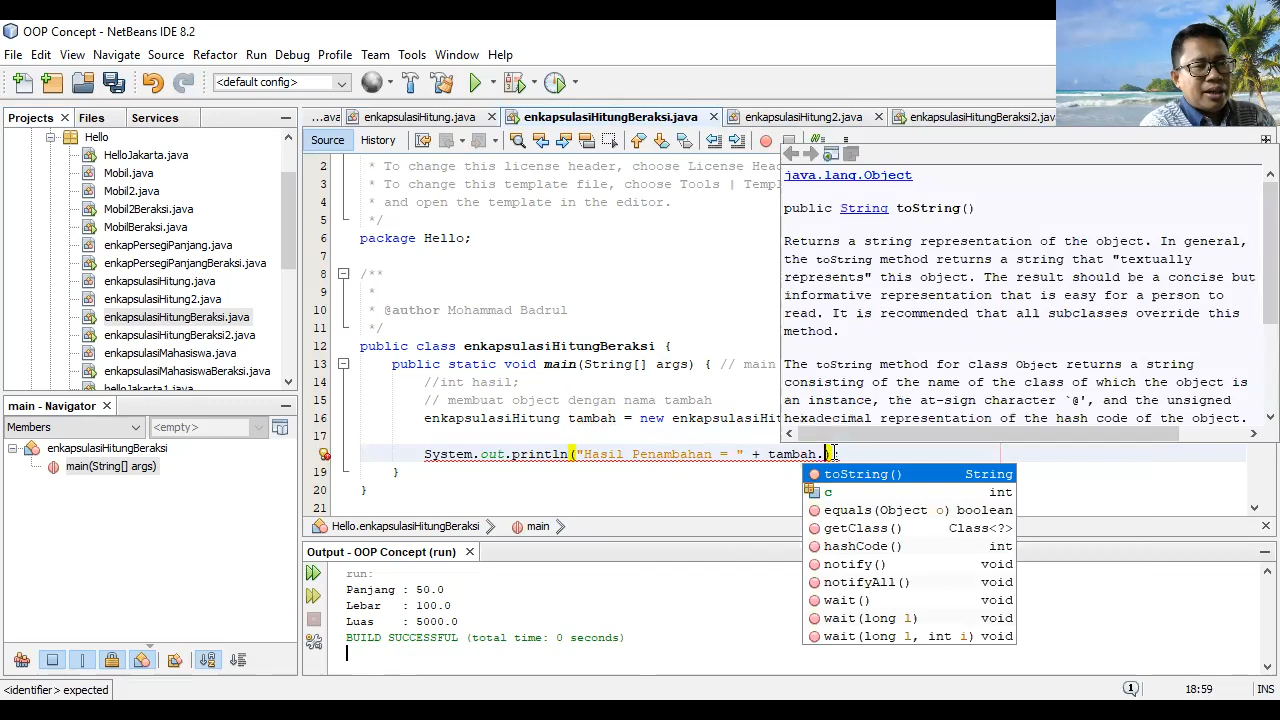 OOP Concept - NetBeans IDE 8.2
File Edit View Navigate Source Refactor Run Debug Profile Team Tools Window Help
<default config>
Projects Files Services
Hello
HelloJakarta.java
Mobil.java
Mobil2.java
Mobil2Beraksi.java
MobilBeraksi.java
enkapPersegiPanjang.java
enkapPersegiPanjangBeraksi.java
enkapsulasiHitung.java
enkapsulasiHitung2.java
enkapsulasiHitungBeraksi.java
enkapsulasiHitungBeraksi2.java
enkapsulasiMahasiswa.java
enkapsulasiMahasiswaBeraksi.java
helloJakarta1.java
main - Navigator
Members <empty>
enkapsulasiHitungBeraksi
main(String[] args)
...ava enkapsulasiHitung.java enkapsulasiHitungBeraksi.java enkapsulasiHitung2.java enkapsulasiHitungBeraksi2.java
Source History
2 * To change this license header, choose License Hea
3 * To change this template file, choose Tools | Templ
4 * and open the template in the editor.
5 */
6 package Hello;
7
8 /**
9 *
10 * @author Mohammad Badrul
11 */
12 public class enkapsulasiHitungBeraksi {
13 public static void main(String[] args) { // main
14 //int hasil;
15 // membuat object dengan nama tambah
16 enkapsulasiHitung tambah = new enkapsulasiHit
17
System.out.println("Hasil Penambahan = " + tambah.);
19 }
20 }
21
Hello.enkapsulasiHitungBeraksi main
java.lang.Object
public String toString()
Returns a string representation of the object. In general,
the toString method returns a string that "textually
represents" this object. The result should be a concise but
informative representation that is easy for a person to
read. It is recommended that all subclasses override this
method.
The toString method for class Object returns a string
consisting of the name of the class of which the object is
an instance, the at-sign character `@', and the unsigned
hexadecimal representation of the hash code of the object.
toString() String
c int
equals(Object o) boolean
getClass() Class<?>
hashCode() int
notify() void
notifyAll() void
wait() void
wait(long l) void
wait(long l, int i) void
Output - OOP Concept (run)
run:
Panjang : 50.0
Lebar : 100.0
Luas : 5000.0
BUILD SUCCESSFUL (total time: 0 seconds)
<identifier> expected
1 18:59 INS